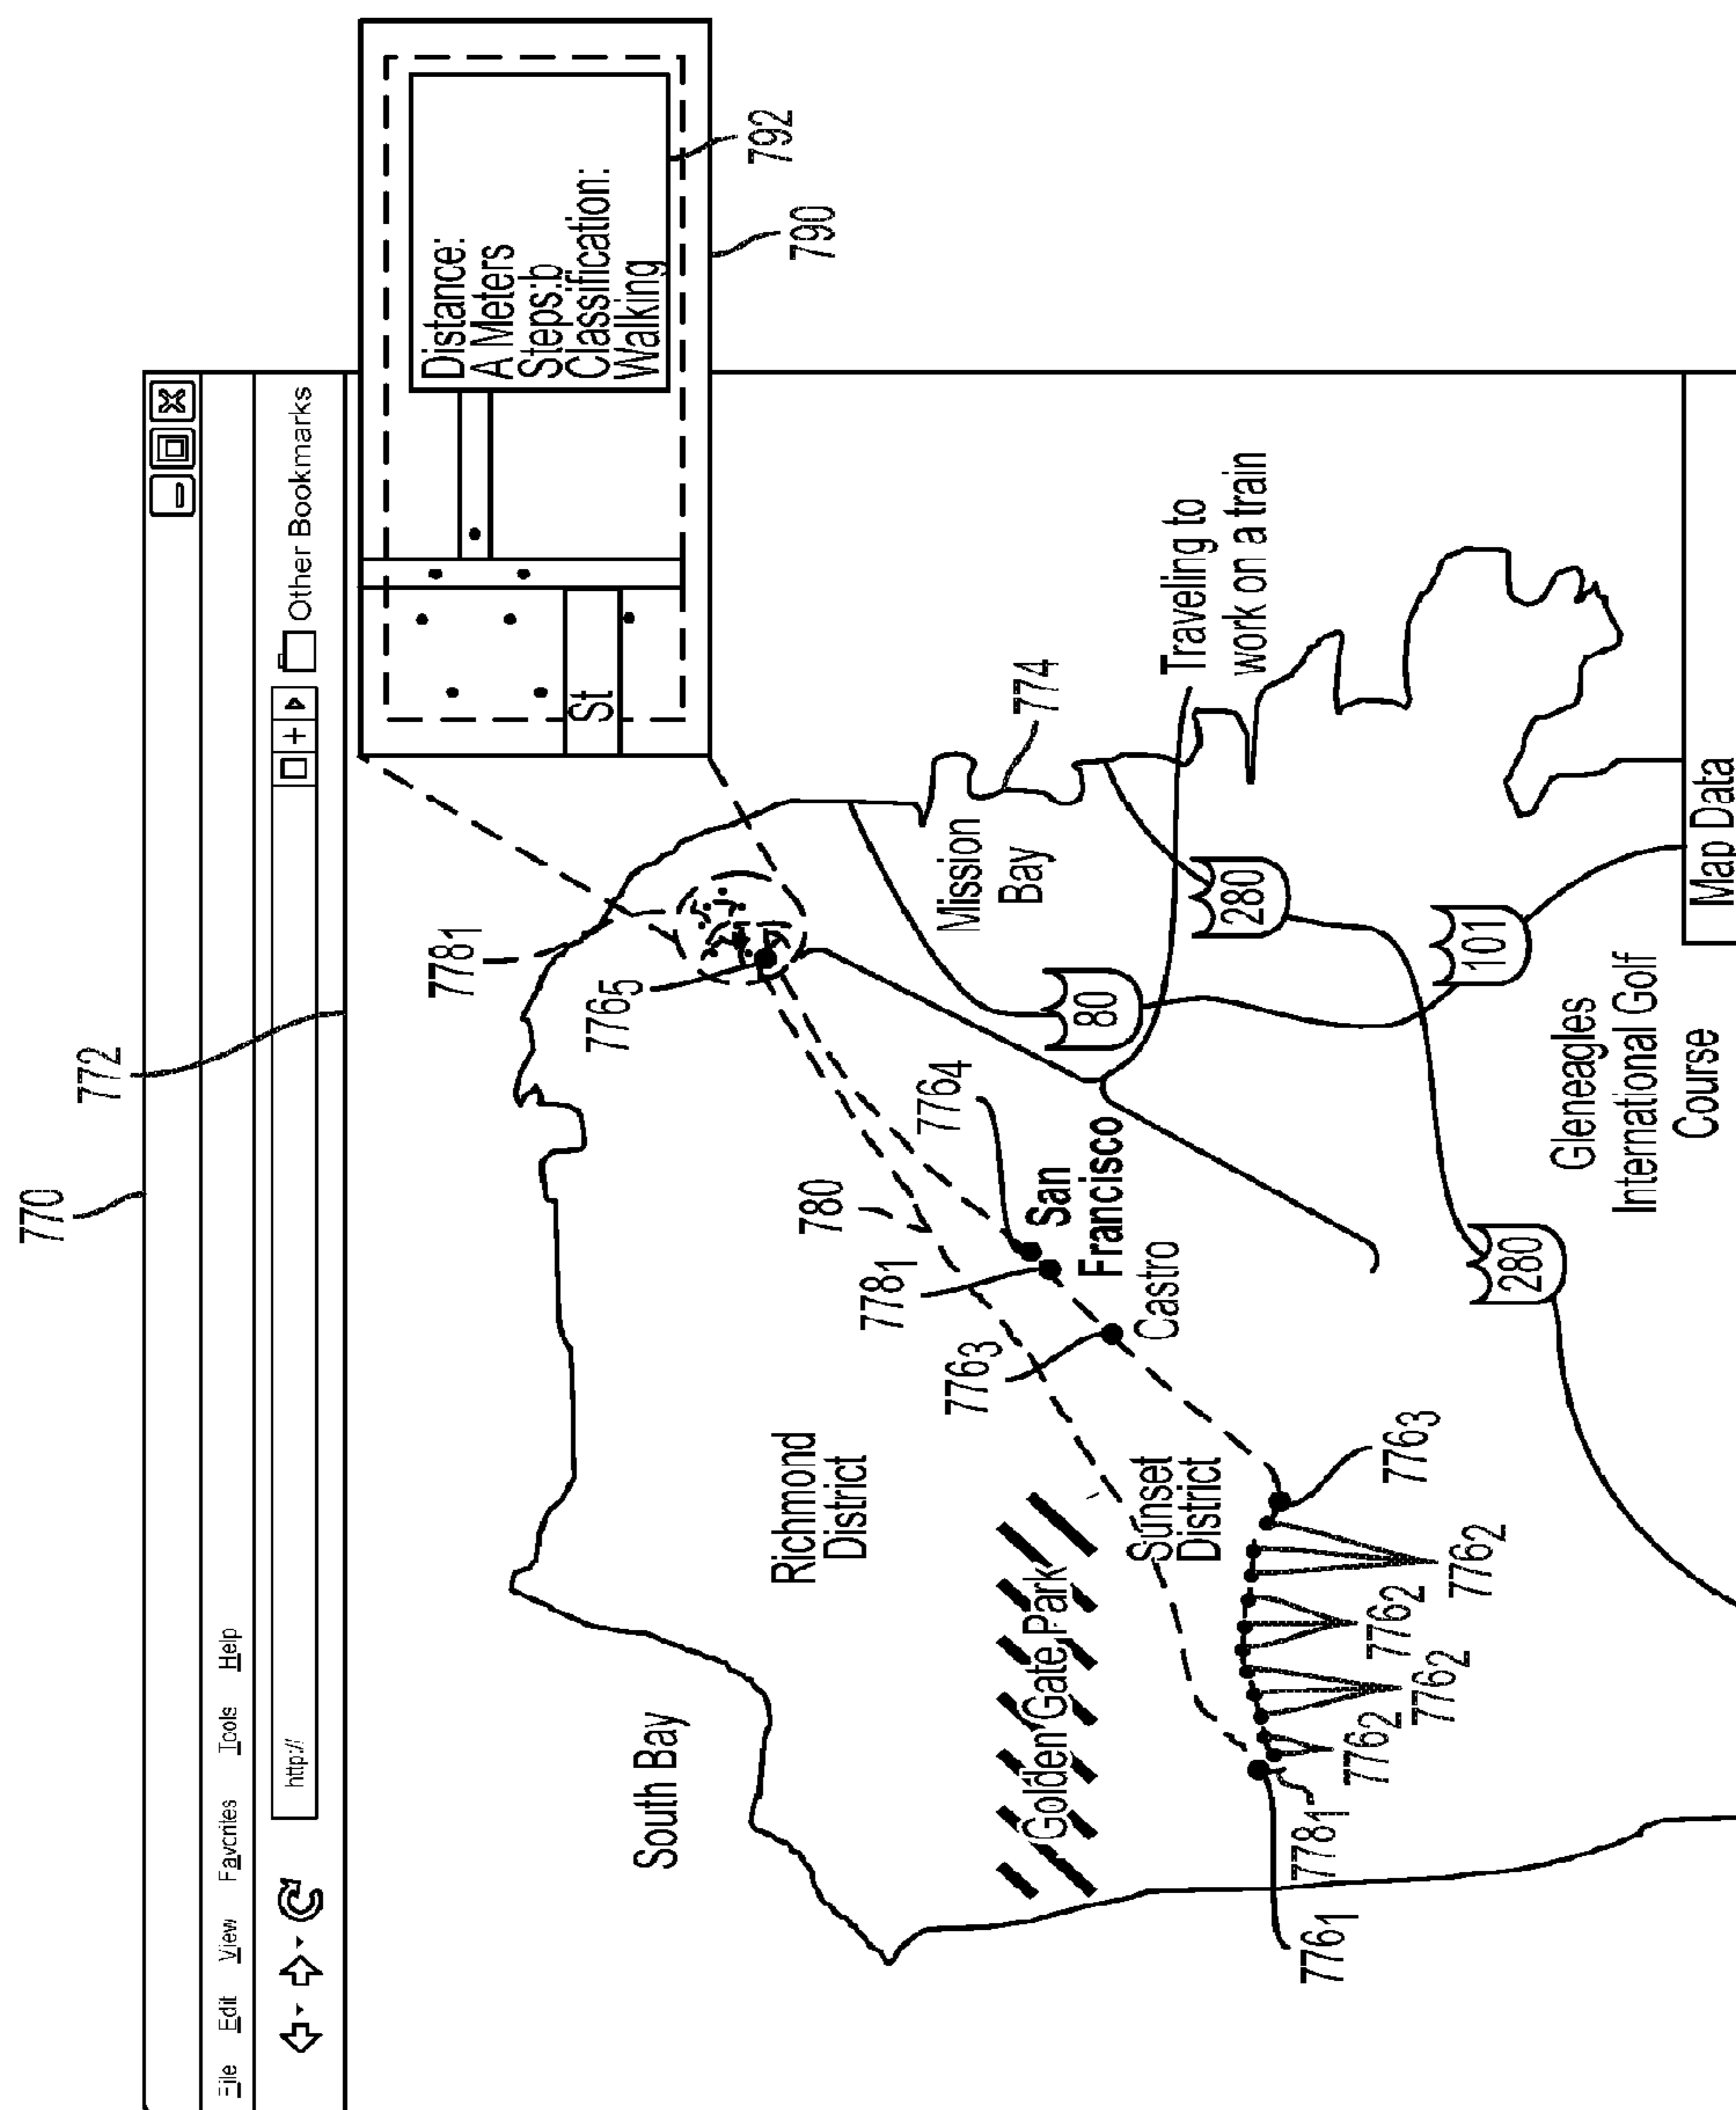 770
772
File Edit View Favorites Tools Help
http://
Other Bookmarks
Distance:
A Meters
Steps:b
Classification:
Walking
St
792
790
778₁
776₅
South Bay
Richmond
District
780
778₁
776₃
776₄
Mission
Bay
774
Golden Gate Park
Sunset
District
San
Francisco
Castro
80
Traveling to
work on a train
280
101
776₁
778₁
776₂
776₂
776₂
776₂
776₃
280
Gleneagles
International Golf
Course
Map Data